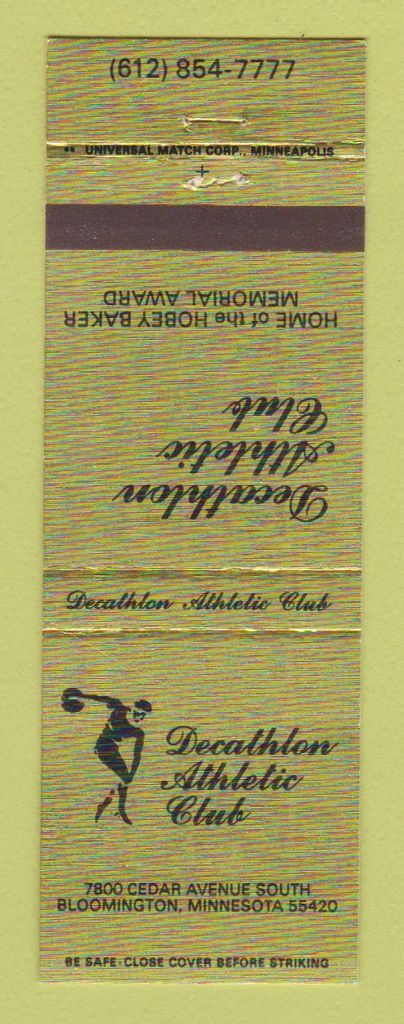 (612) 854-7777
UNIVERSAL MATCH CORP., MINNEAPOLIS
Decathlon
Athletic
Club
HOME of the HOBEY BAKER
MEMORIAL AWARD
Decathlon Athletic Club
Decathlon
Athletic
Club
7800 CEDAR AVENUE SOUTH
BLOOMINGTON, MINNESOTA 55420
BE SAFE-CLOSE COVER BEFORE STRIKING